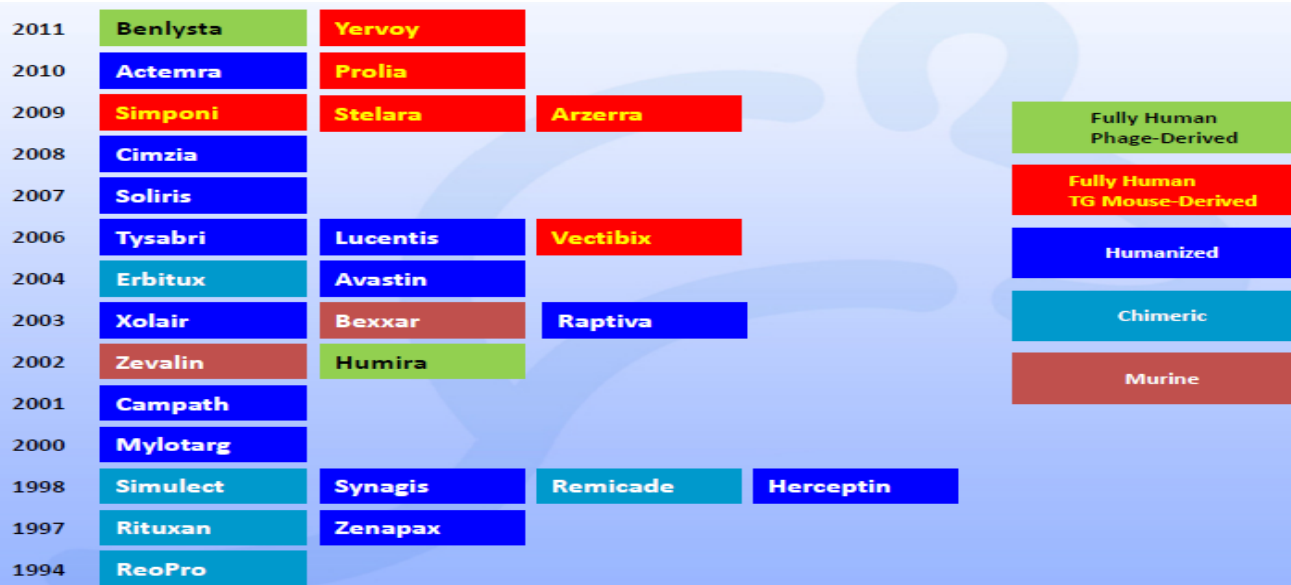 2011 Benlysta Yervoy
2010 Actemra Prolia
2009 Simponi Stelara Arzerra
2008 Cimzia
2007 Soliris
2006 Tysabri Lucentis Vectibix
2004 Erbitux Avastin
2003 Xolair Bexxar Raptiva
2002 Zevalin Humira
2001 Campath
2000 Mylotarg
1998 Simulect Synagis Remicade Herceptin
1997 Rituxan Zenapax
1994 ReoPro
Fully Human
Phage-Derived
Fully Human
TG Mouse-Derived
Humanized
Chimeric
Murine